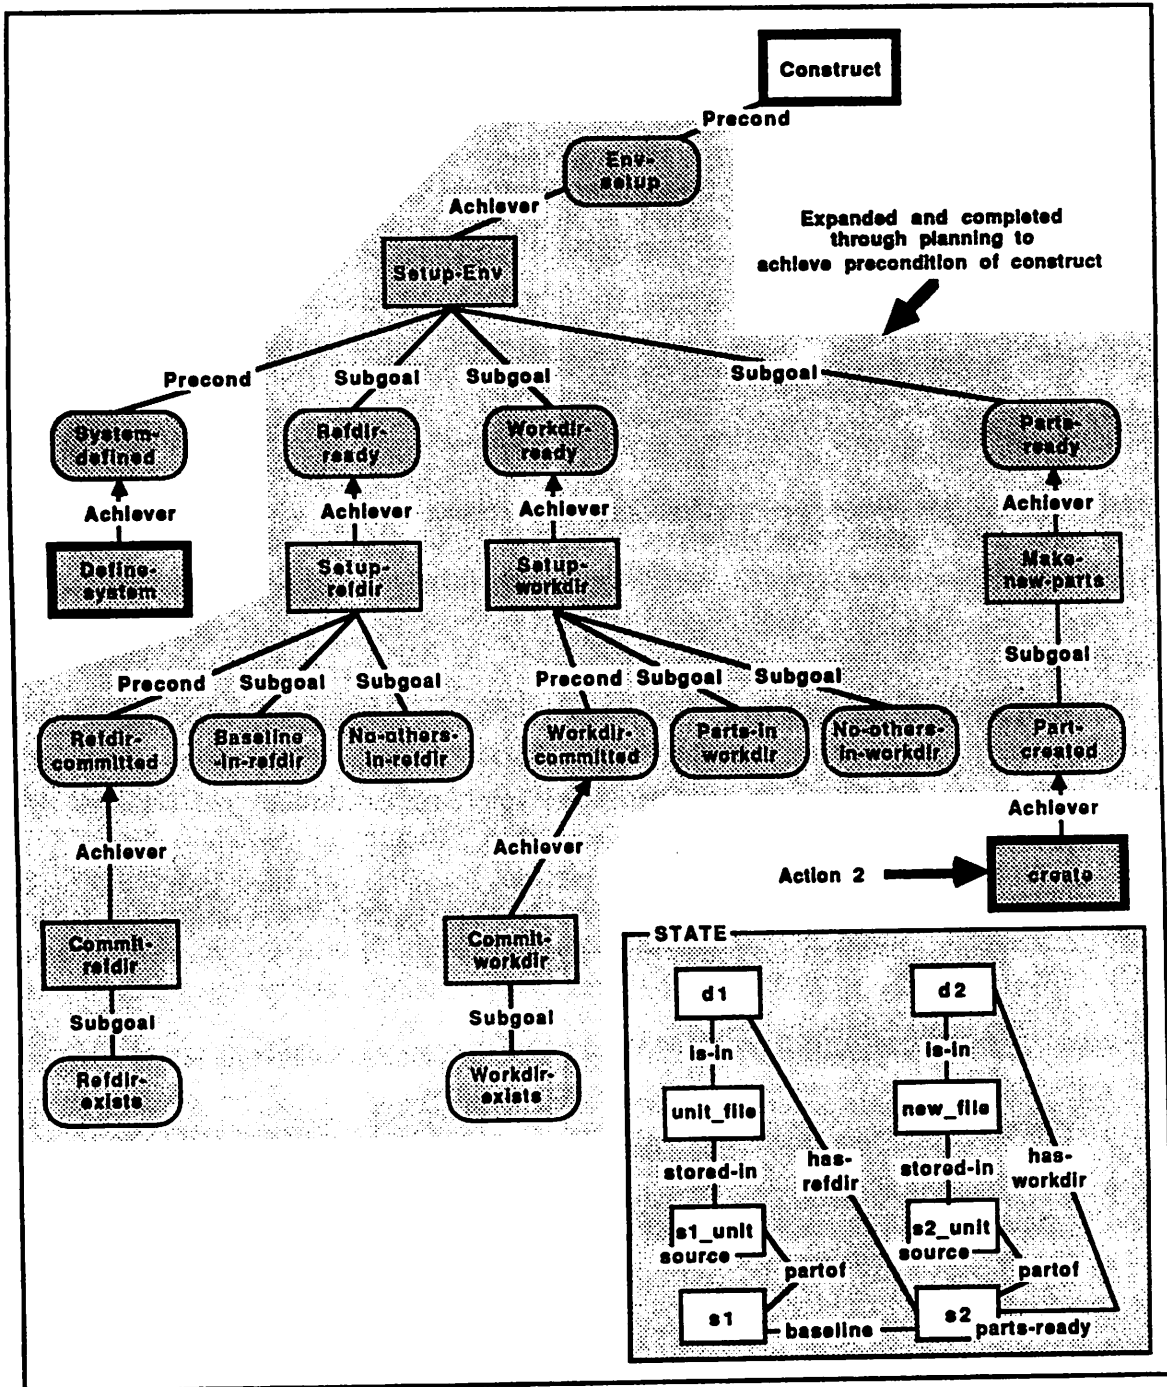 Construct
Precond
Env-
setup
Achiever
Setup-Env
Expanded and completed
through planning to
achieve precondition of construct
Precond
Subgoal
Subgoal
Subgoal
System-
defined
Refdir-
ready
Workdir-
ready
Parts-
ready
Achiever
Achiever
Achiever
Achiever
Define-
system
Setup-
refdir
Setup-
workdir
Make-
new-parts
Precond
Subgoal
Subgoal
Precond
Subgoal
Subgoal
Subgoal
Refdir-
committed
Baseline
-in-refdir
No-others-
in-refdir
Workdir-
committed
Parts-in
workdir
No-others-
in-workdir
Part-
created
Achiever
Achiever
Achiever
Action 2
create
Commit-
refdir
Commit-
workdir
Subgoal
Subgoal
Refdir-
exists
Workdir-
exists
STATE
d1
d2
is-in
is-in
unit_file
new_file
stored-in
has-
refdir
stored-in
has-
workdir
s1_unit
source
s2_unit
source
partof
partof
s1
baseline
s2
parts-ready